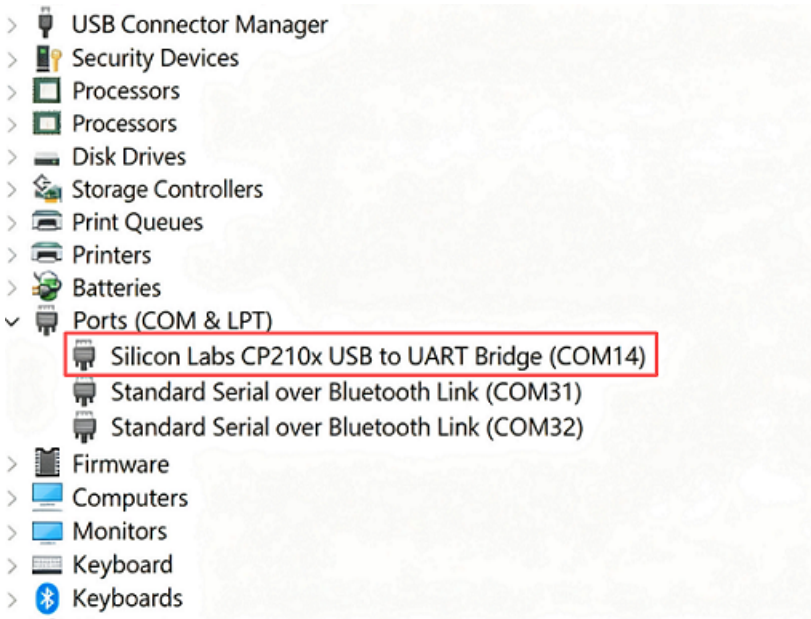 USB Connector Manager
Security Devices
Processors
Processors
Disk Drives
Storage Controllers
Print Queues
Printers
Batteries
Ports (COM & LPT)
Silicon Labs CP210x USB to UART Bridge (COM14)
Standard Serial over Bluetooth Link (COM31)
Standard Serial over Bluetooth Link (COM32)
Firmware
Computers
Monitors
Keyboard
Keyboards